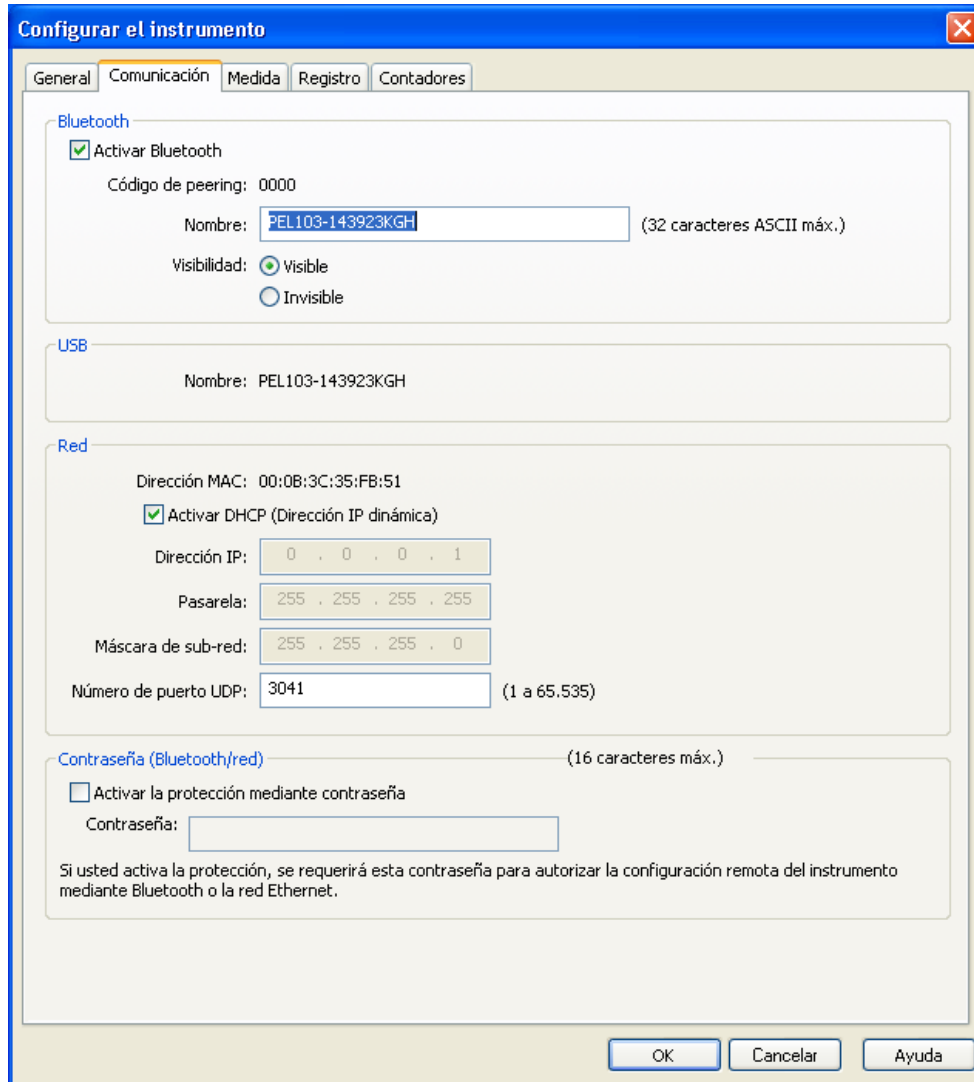 Configurar el instrumento
General Comunicación Medida Registro Contadores
Bluetooth
Activar Bluetooth
Código de peering: 0000
Nombre: PEL103-143923KGH (32 caracteres ASCII máx.)
Visibilidad: Visible
Invisible
USB
Nombre: PEL103-143923KGH
Red
Dirección MAC: 00:0B:3C:35:FB:51
Activar DHCP (Dirección IP dinámica)
Dirección IP: 0 . 0 . 0 . 1
Pasarela: 255 . 255 . 255 . 255
Máscara de sub-red: 255 . 255 . 255 . 0
Número de puerto UDP: 3041 (1 a 65.535)
Contraseña (Bluetooth/red) (16 caracteres máx.)
Activar la protección mediante contraseña
Contraseña:
Si usted activa la protección, se requerirá esta contraseña para autorizar la configuración remota del instrumento
mediante Bluetooth o la red Ethernet.
OK Cancelar Ayuda